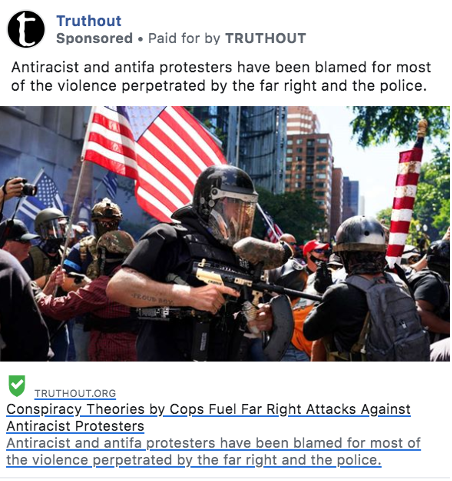 Truthout
Sponsored • Paid for by TRUTHOUT
Antiracist and antifa protesters have been blamed for most
of the violence perpetrated by the far right and the police.
TRUTHOUT.ORG
Conspiracy Theories by Cops Fuel Far Right Attacks Against
Antiracist Protesters
Antiracist and antifa protesters have been blamed for most of
the violence perpetrated by the far right and the police.